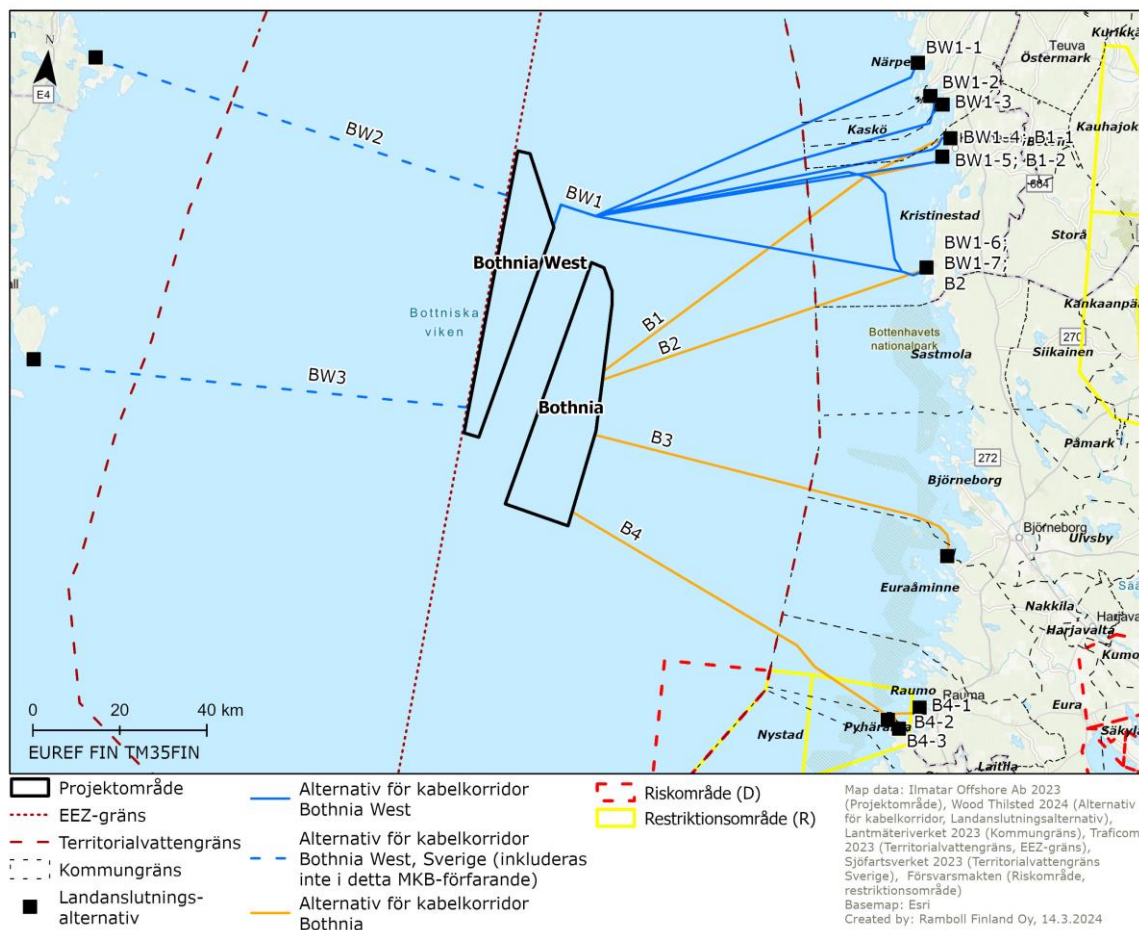 N
E4
BW2
BW1
BW3
Bothnia West
Bottniska
viken
Bothnia
B1
B2
B3
B4
Närpe
BW1-1
BW1-2
BW1-3
BW1-4; B1-1
BW1-5; B1-2
BW1-6;
BW1-7
B2
Teuva
Östermark
Kurikka
Kaskö
Kauhajok
664
Kristinestad
Storå
Kankaanpää
Bottenhavets
nationalpark
270
Sastmola
Siikainen
Påmark
272
Björneborg
Björneborg
Ulvsby
Euraåminne
Nakkila
Harjavalta
Harjaval
Kumo
Raumo
Rauma
Eura
B4-1
B4-2
B4-3
Nystad
Säkylä
Laitila
0 20 40 km
EUREF FIN TM35FIN
Projektområde
EEZ-gräns
Territorialvattengräns
Kommungräns
Landanslutnings-
alternativ
Alternativ för kabelkorridor
Bothnia West
Alternativ för kabelkorridor
Bothnia West, Sverige (inkluderas
inte i detta MKB-förfarande)
Alternativ för kabelkorridor
Bothnia
Riskområde (D)
Restriktionsområde (R)
Map data: Ilmatar Offshore Ab 2023
(Projektområde), Wood Thilsted 2024 (Alternativ
för kabelkorridor, Landanslutningsalternativ),
Lantmäteriverket 2023 (Kommungräns), Traficom
2023 (Territorialvattengräns, EEZ-gräns),
Sjöfartsverket 2023 (Territorialvattengräns
Sverige), Försvarsmakten (Riskområde,
restriktionsområde)
Basemap: Esri
Created by: Ramboll Finland Oy, 14.3.2024